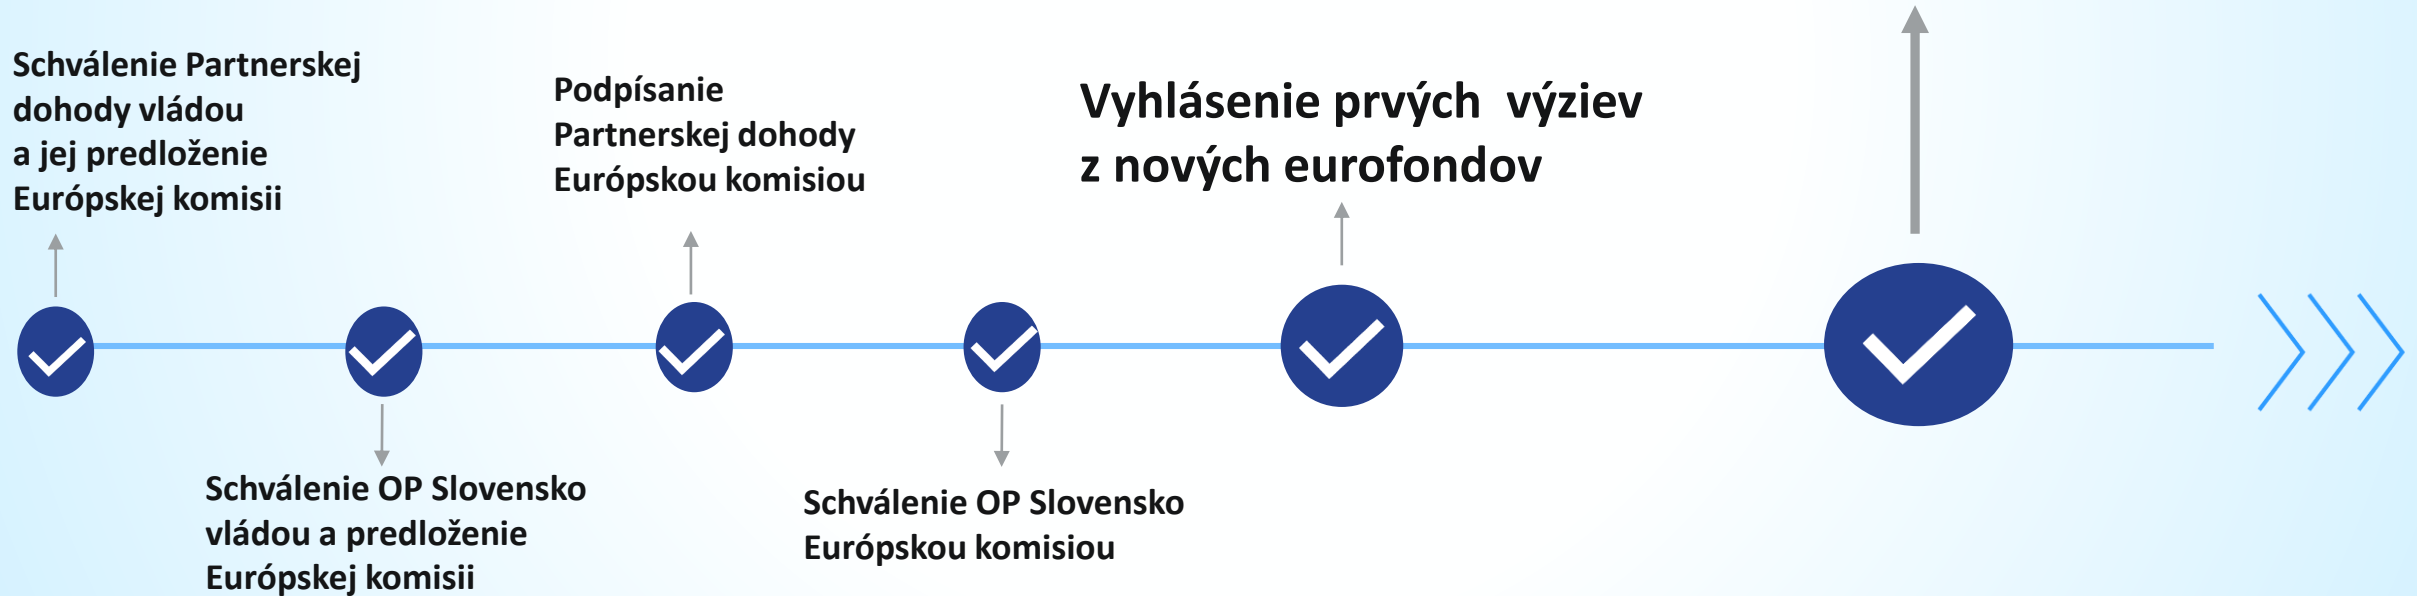 Schválenie Partnerskej
dohody vládou
a jej predloženie
Európskej komisii
Schválenie OP Slovensko
vládou a predloženie
Európskej komisii
Podpísanie
Partnerskej dohody
Európskou komisiou
Schválenie OP Slovensko
Európskou komisiou
Vyhlásenie prvých  výziev
z nových eurofondov